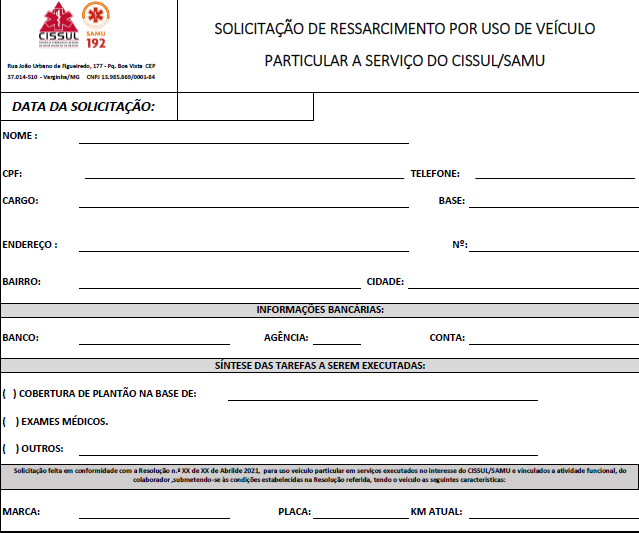 CISSUL
SAMU
192
Rua João Urbano de Figueiredo, 177 - Pq. Boa Vista CEP
37.014-510 - Varginha/MG CNPJ 13.985.869/0001-84
SOLICITAÇÃO DE RESSARCIMENTO POR USO DE VEÍCULO
PARTICULAR A SERVIÇO DO CISSUL/SAMU
DATA DA SOLICITAÇÃO:
NOME :
CPF: TELEFONE:
CARGO: BASE:
ENDEREÇO : Nº:
BAIRRO: CIDADE:
INFORMAÇÕES BANCÁRIAS:
BANCO: AGÊNCIA: CONTA:
SÍNTESE DAS TAREFAS A SEREM EXECUTADAS:
( ) COBERTURA DE PLANTÃO NA BASE DE:
( ) EXAMES MÉDICOS.
( ) OUTROS:
Solicitação feita em conformidade com a Resolução n.º XX de XX de Abrilde 2021, para uso veículo particular em serviços executados no interesse do CISSUL/SAMU e vinculados a atividade funcional, do
colaborador ,submetendo-se às condições estabelecidas na Resolução referida, tendo o veículo as seguintes características:
MARCA: PLACA: KM ATUAL: